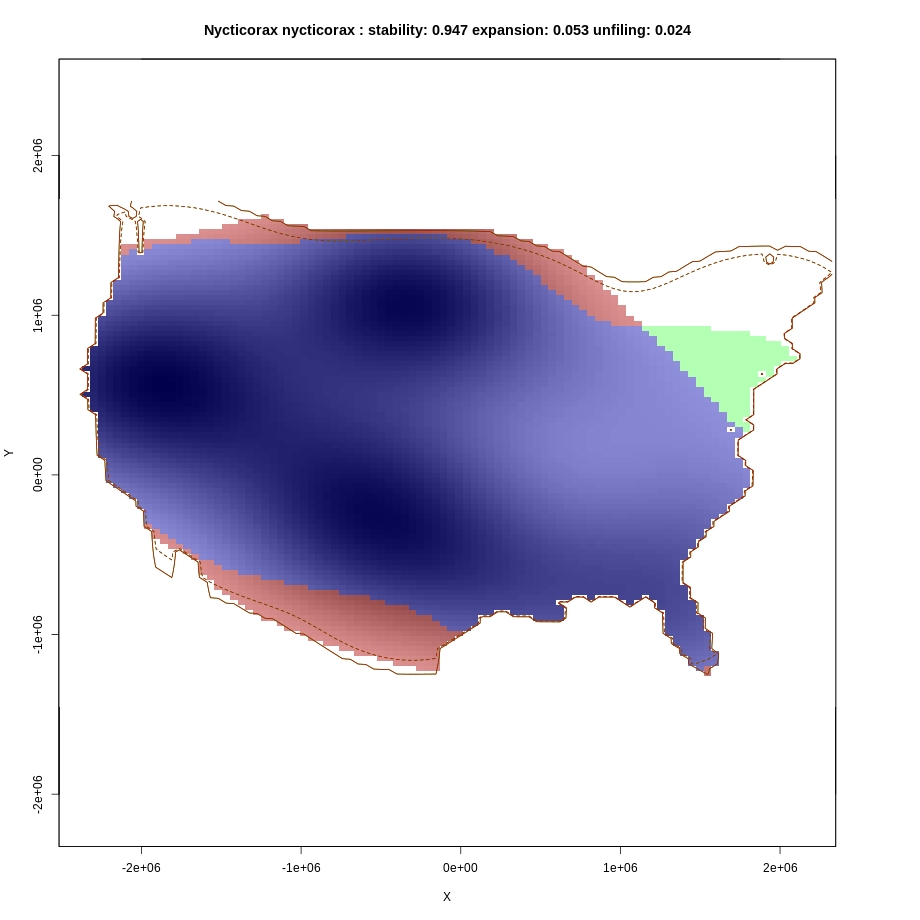 Nycticorax nycticorax : stability: 0.947 expansion: 0.053 unfiling: 0.024
2e+06
1e+06
0e+00
-1e+06
-2e+06
Y
-2e+06 -1e+06 0e+00 1e+06 2e+06
X